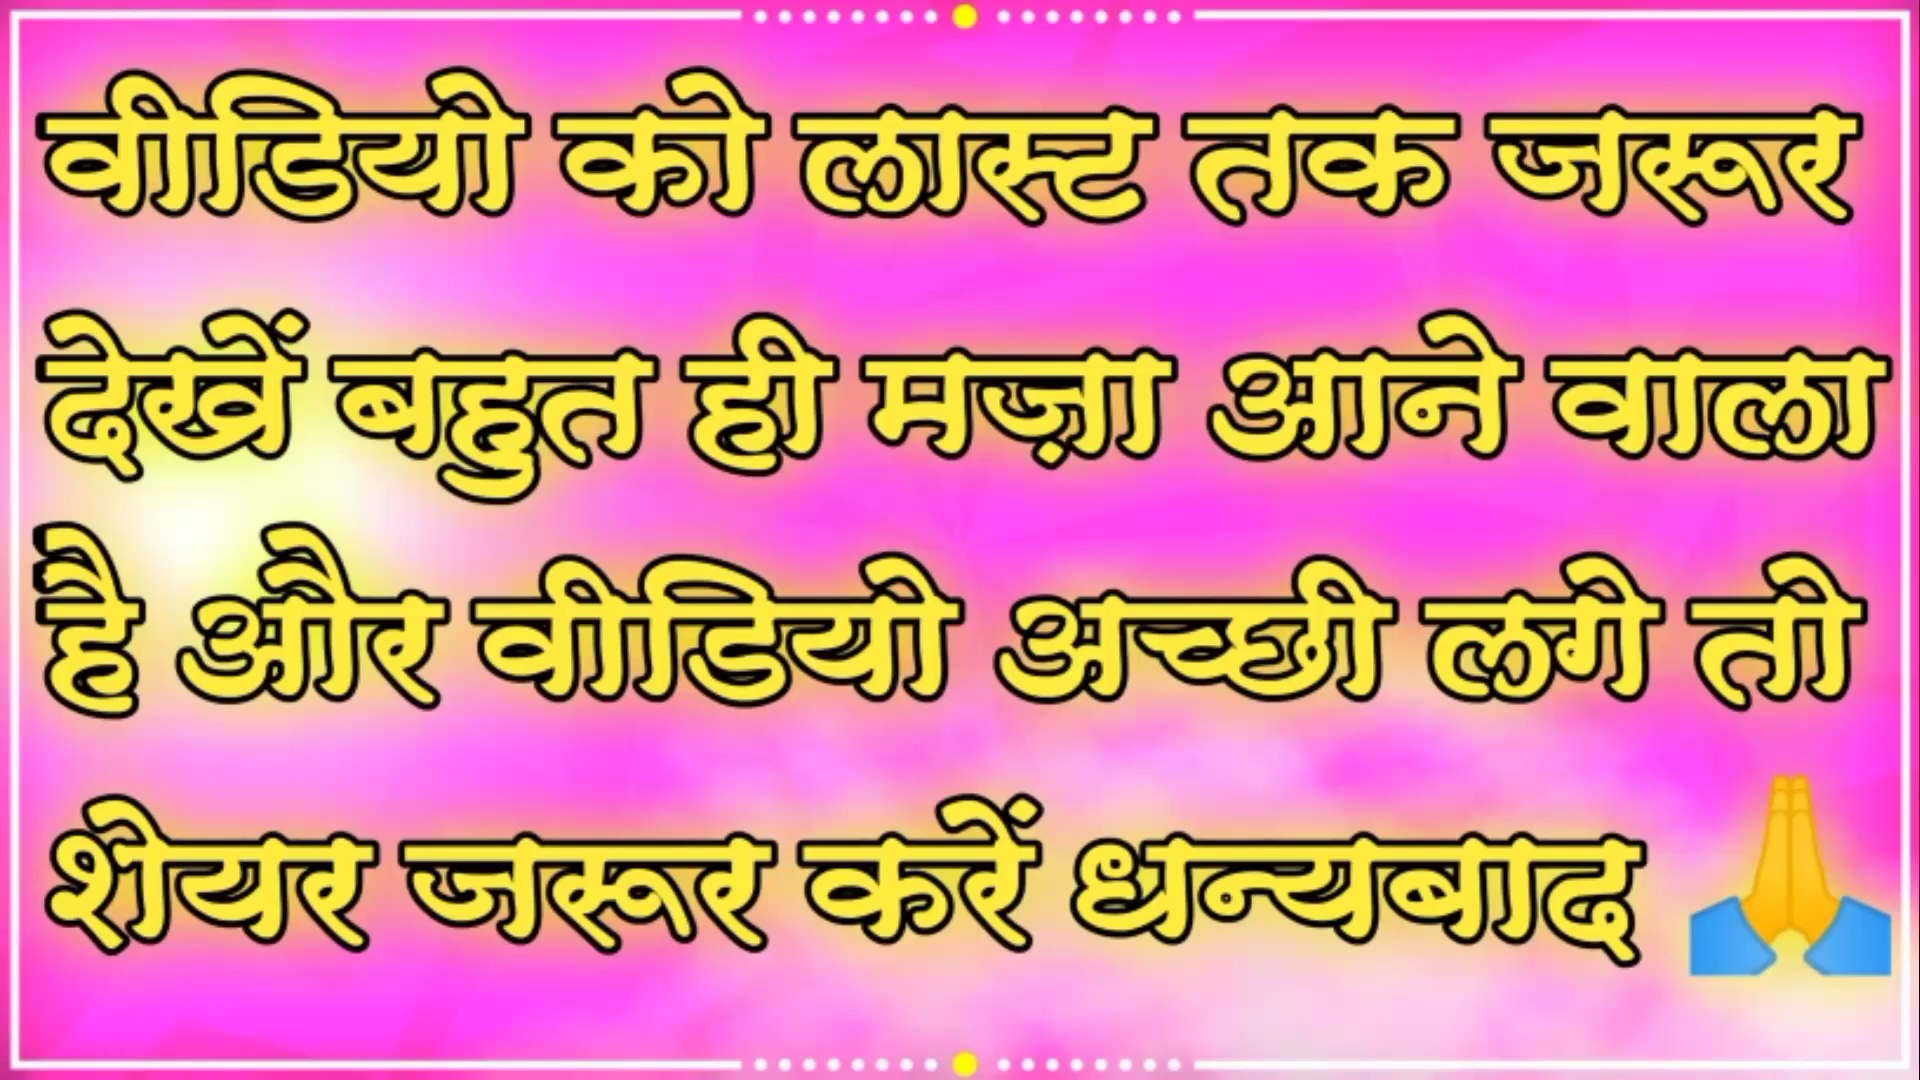 वीडियो को लास्ट तक जरूर
देखें बहुत ही मज़ा आने वाला
है और वीडियो अच्छी लगे तो
शेयर जरूर करें धन्यबाद 🙏